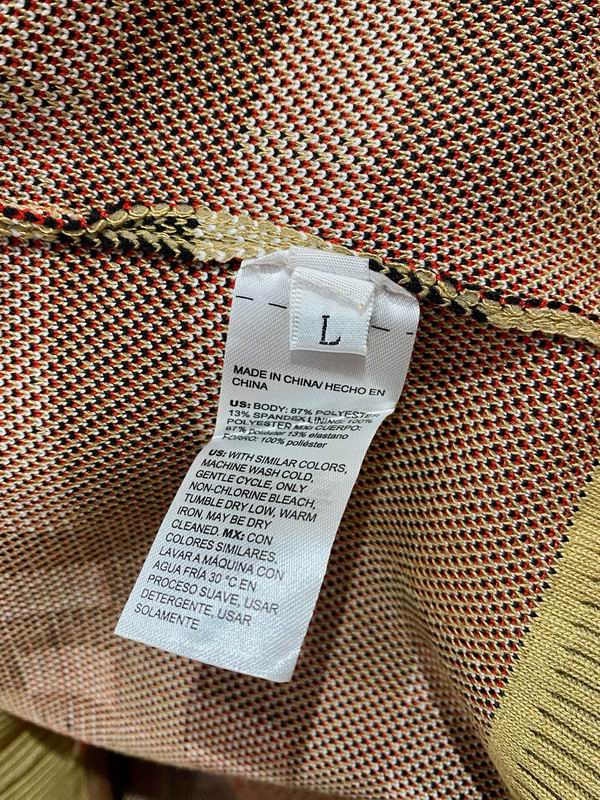 L
MADE IN CHINA/ HECHO EN
CHINA
US: BODY: 87% POLYESTER
13% SPANDEX LINING: 100%
POLYESTER MX: CUERPO:
87% poliéster 13% elastano
FORRO: 100% poliéster
US: WITH SIMILAR COLORS,
MACHINE WASH COLD,
GENTLE CYCLE, ONLY
NON-CHLORINE BLEACH,
TUMBLE DRY LOW, WARM
IRON, MAY BE DRY
CLEANED. MX: CON
COLORES SIMILARES,
LAVAR A MÁQUINA CON
AGUA FRÍA 30 °C EN
PROCESO SUAVE, USAR
DETERGENTE, USAR
SOLAMENTE